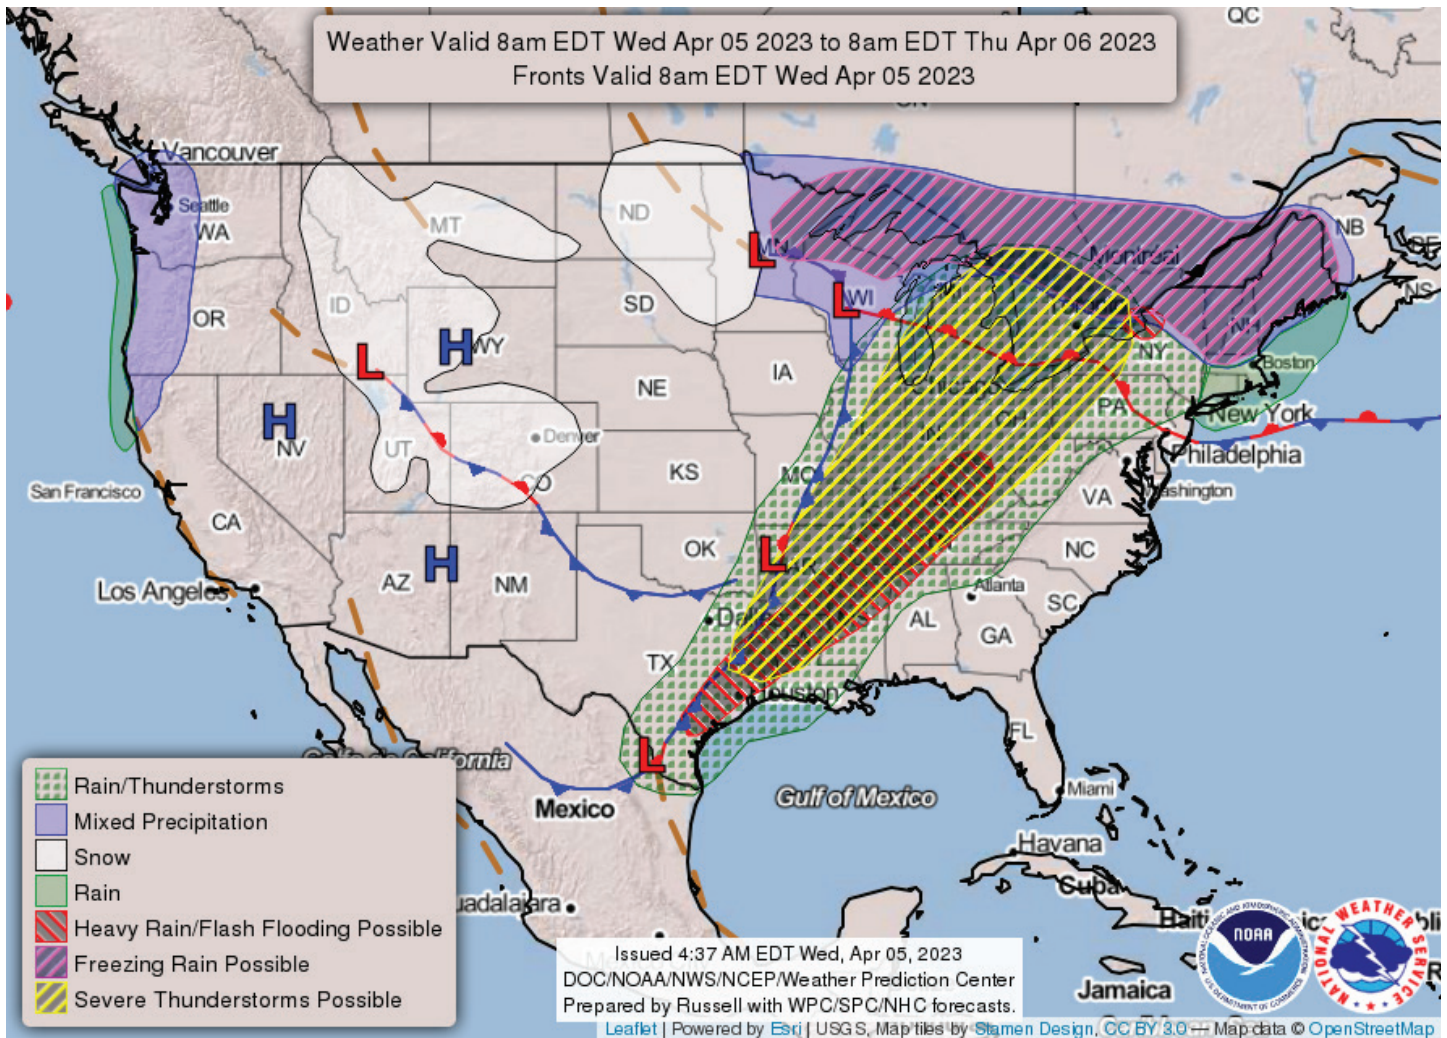 QC
Weather Valid 8am EDT Wed Apr 05 2023 to 8am EDT Thu Apr 06 2023
Fronts Valid 8am EDT Wed Apr 05 2023
Vancouver
Seattle
WA
MT
ND
MN
Montréal
NB
NS
OR
ID
SD
WI
L
L
H
WY
L
NH
NY
Boston
IA
NE
H
NV
UT
Denver
CO
PA
New York
Philadelphia
San Francisco
KS
MO
VA
Washington
CA
OK
L
NC
H
AZ
NM
Los Angeles
Atlanta
SC
AL
GA
TX
Houston
FL
L
Mexico
Gulf of Mexico
Miami
Havana
Cuba
Jamaica
Rain/Thunderstorms
Mixed Precipitation
Snow
Rain
Heavy Rain/Flash Flooding Possible
Freezing Rain Possible
Severe Thunderstorms Possible
Issued 4:37 AM EDT Wed, Apr 05, 2023
DOC/NOAA/NWS/NCEP/Weather Prediction Center
Prepared by Russell with WPC/SPC/NHC forecasts.
NOAA
NATIONAL WEATHER SERVICE
Leaflet | Powered by Esri | USGS, Map tiles by Stamen Design, CC BY 3.0 — Map data © OpenStreetMap